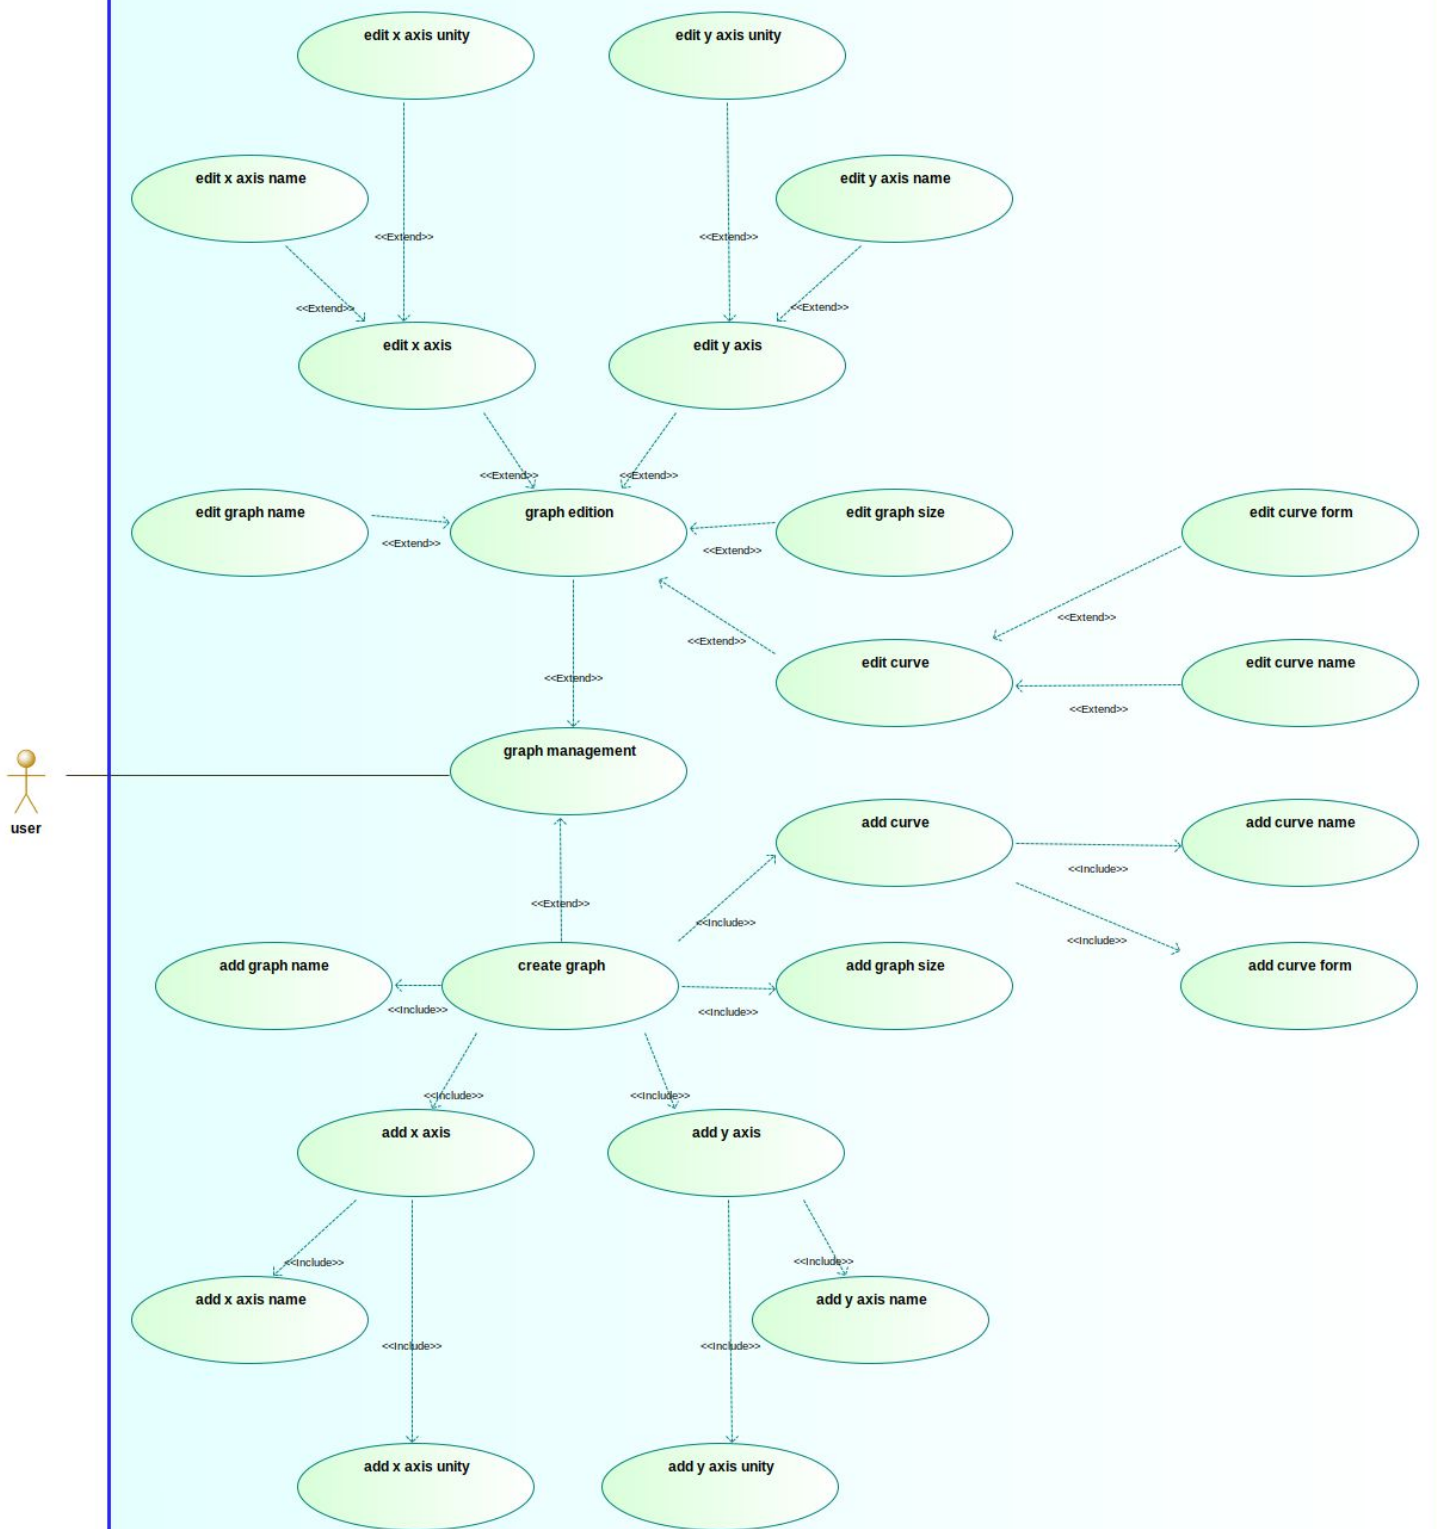 edit x axis unity
edit y axis unity
edit x axis name
edit y axis name
<<Extend>>
<<Extend>>
<<Extend>>
<<Extend>>
edit x axis
edit y axis
<<Extend>>
<<Extend>>
edit graph name
graph edition
edit graph size
edit curve form
<<Extend>>
<<Extend>>
<<Extend>>
<<Extend>>
edit curve
edit curve name
<<Extend>>
<<Extend>>
graph management
user
add curve
add curve name
<<Include>>
<<Extend>>
<<Include>>
<<Include>>
add graph name
create graph
add graph size
add curve form
<<Include>>
<<Include>>
<<Include>>
<<Include>>
add x axis
add y axis
<<Include>>
<<Include>>
add x axis name
add y axis name
<<Include>>
<<Include>>
add x axis unity
add y axis unity